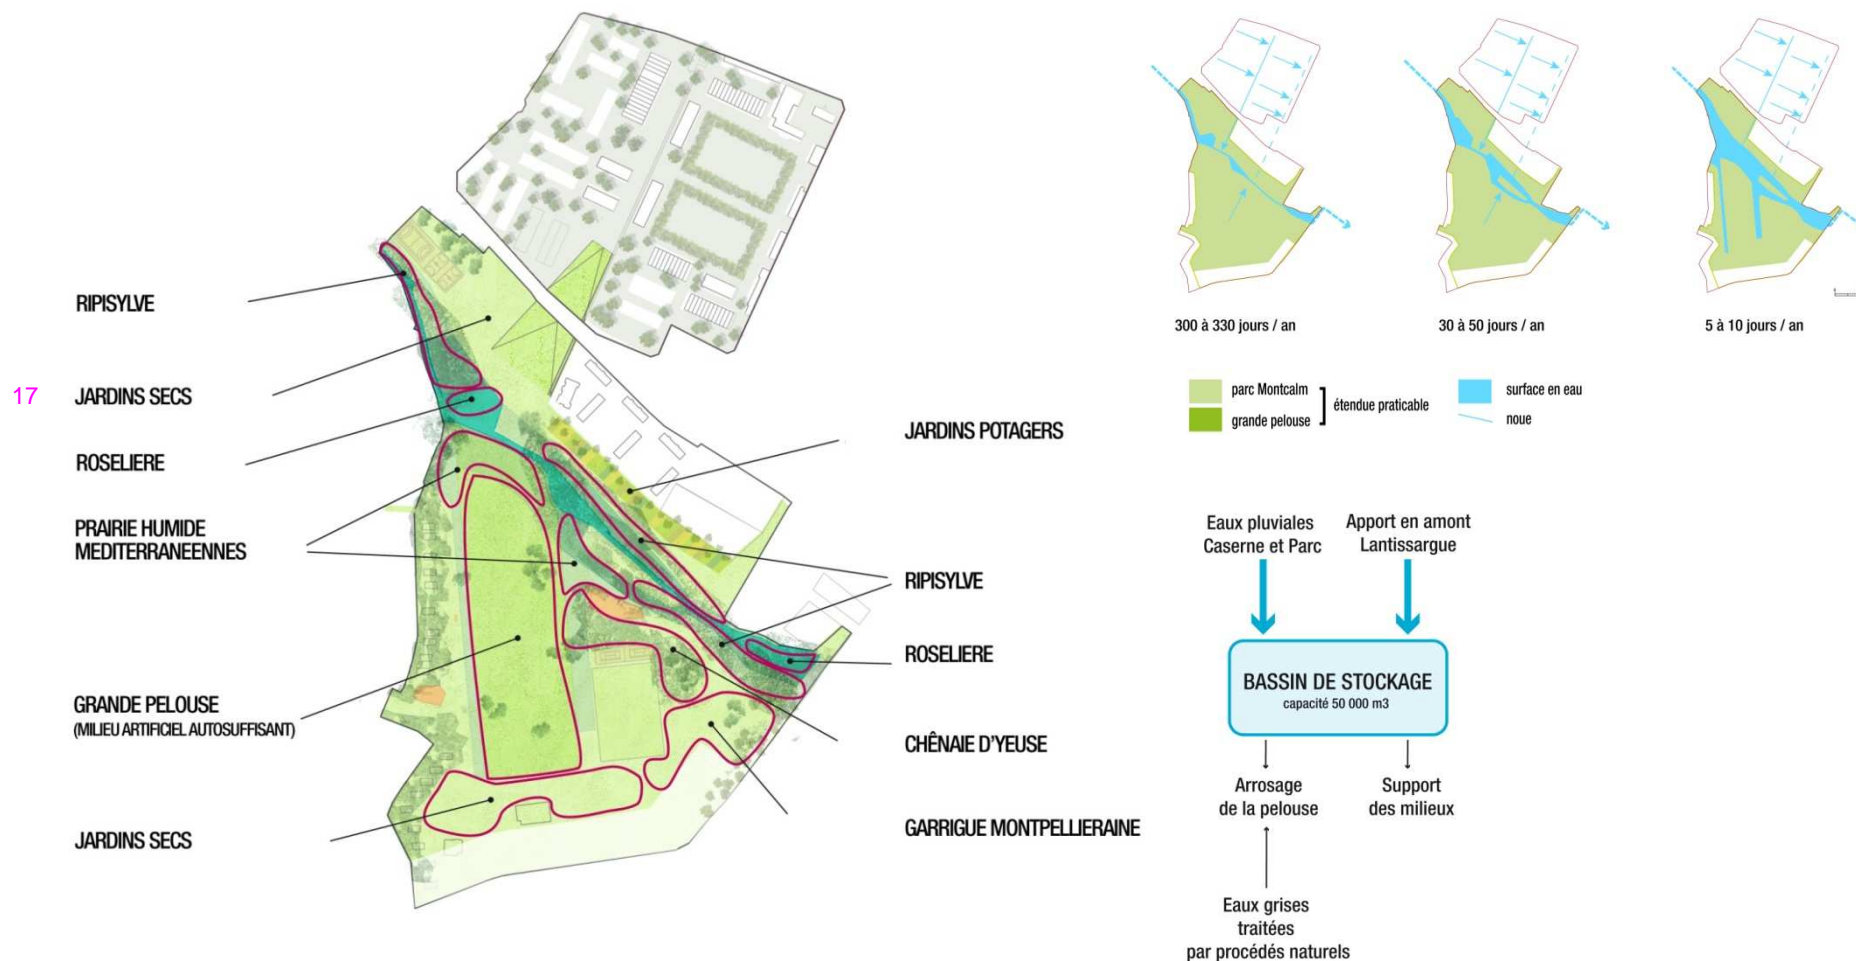 17
RIPISYLVE
JARDINS SECS
ROSELIERE
PRAIRIE HUMIDE
MEDITERRANEENNES
GRANDE PELOUSE
(MILIEU ARTIFICIEL AUTOSUFFISANT)
JARDINS SECS
JARDINS POTAGERS
RIPISYLVE
ROSELIERE
CHÊNAIE D'YEUSE
GARRIGUE MONTPELLIERAINE
300 à 330 jours / an
30 à 50 jours / an
5 à 10 jours / an
parc Montcalm
grande pelouse
étendue praticable
surface en eau
noue
Eaux pluviales
Caserne et Parc
Apport en amont
Lantissargue
BASSIN DE STOCKAGE
capacité 50 000 m3
Arrosage
de la pelouse
Support
des milieux
Eaux grises
traitées
par procédés naturels